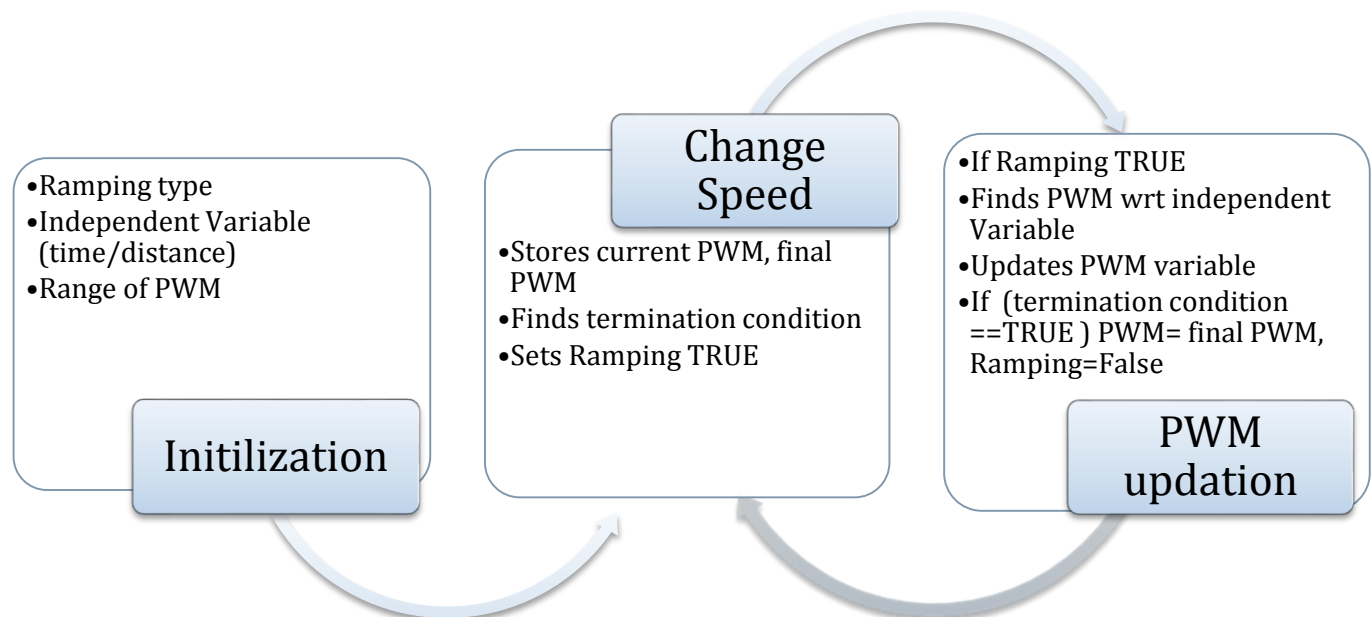 •Ramping type
•Independent Variable
(time/distance)
•Range of PWM
Initilization
Change
Speed
•Stores current PWM, final
PWM
•Finds termination condition
•Sets Ramping TRUE
•If Ramping TRUE
•Finds PWM wrt independent
Variable
•Updates PWM variable
•If  (termination condition
==TRUE ) PWM= final PWM,
Ramping=False
PWM
updation